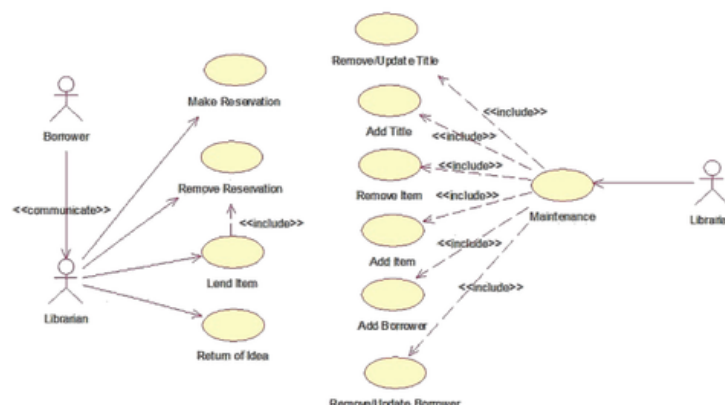 Remove/Update Title
<<include>>
Make Reservation
Borrower
Add Title
<<include>>
Remove Reservation
Remove Item
<<include>>
<<communicate>>
<<include>>
<<include>>
Maintenance
Librarian
Lend Item
Add Item
<<include>>
Librarian
<<include>>
Add Borrower
Return of Idea
Remove/Update Borrower